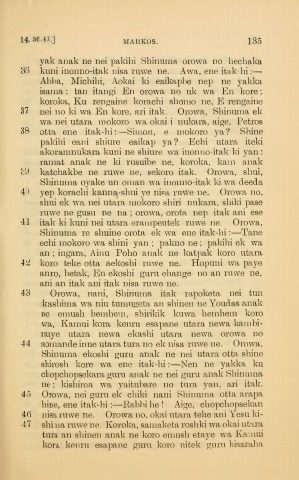 14. 36-47.] MARKOS. 135
yak anak ne nei pakihi Shinuma orowa no hechaka
36 kuni inonno-itak nisa ruwe ne. Awa, ene itak-hi:—
Abba, Michihi, Aokai ki eaikapbe nep ne yakka
isama: tan itangi En orowa no uk wa En kore;
koroka, Ku rengaine korachi shomo ne, E rengaine
37 nei no ki wa En kore, ari itak. Orowa, Shinuma ek
wa nei utara mokoro wa okai i nukara, aige, Petros
38 otta ene itak-hi:—Simon, e mokoro ya? Shine
pakihi eani shiure eaikap ya? Echi utara iteki
akorannukara kuni ne shiure wa inonno-itak ki yan:
ramat anak ne ki rusuibe ne, koroka, kam anak
39 katchakbe ne ruwe ne, sekoro itak. Orowa, shui,
Shinuma oyake un oman wa inonno-itak ki wa deeda
40 yep korachi kanna-shui ye nisa ruwe ne. Orowa no,
shui ek wa nei utara mokoro shiri nukara, shiki pase
ruwe ne gusu ne na; orowa, orota nep itak ani ese
41 itak ki kuni nei utara erampeutek ruwe ne. Orowa,
Shinuma re shuine orota ek wa ene itak-hi:—Tane
echi mokoro wa shini yan; pakno ne; pakihi ek wa
an; ingara, Ainu Poho anak ne katpak koro utara
42 koro teke otta aekoshi ruwe ne. Hopuni wa paye
anro, hetak, En ekoshi guru ehange no an ruwe ne,
ani an itak ani itak nisa ruwe ne.
43 Orowa, nani, Shinuma itak rapoketa nei tun
ikashima wa niu tumugeta an shinen ne Youdas anak
ne emush hembem, shirikik kuwa hembem koro
wa, Kamui kora kenru esapane utara newa kambi-
nuye utara newa ekashi utara newa orowa no
44 asomande inne utara tura no ek nisa ruwe ne. Orowa,
Shinuma ekoshi guru anak ne nei utara otta shine
shirosh kore wa ene itak-hi:—Nen ne yakka ku
chopchopsekara guru anak ne nei guru anak Shinuma
ne; kishima wa yaitubare no tura yan, ari itak.
45 Orowa, nei guru ek chiki nani Shinuma otta arapa
hine, ene itak-hi:—Rabbi he! Aige, chopchopsekan
46 nisa ruwe ne. Orowa no, okai utara tehe ani Yesu ki-
47 shima ruwe ne. Koroka, samaketa roshki wa okai utara
tura an shinen anak ne koro emush etaye wa Kamui
kora kenru esapane guru koro nitek guru kisaraha